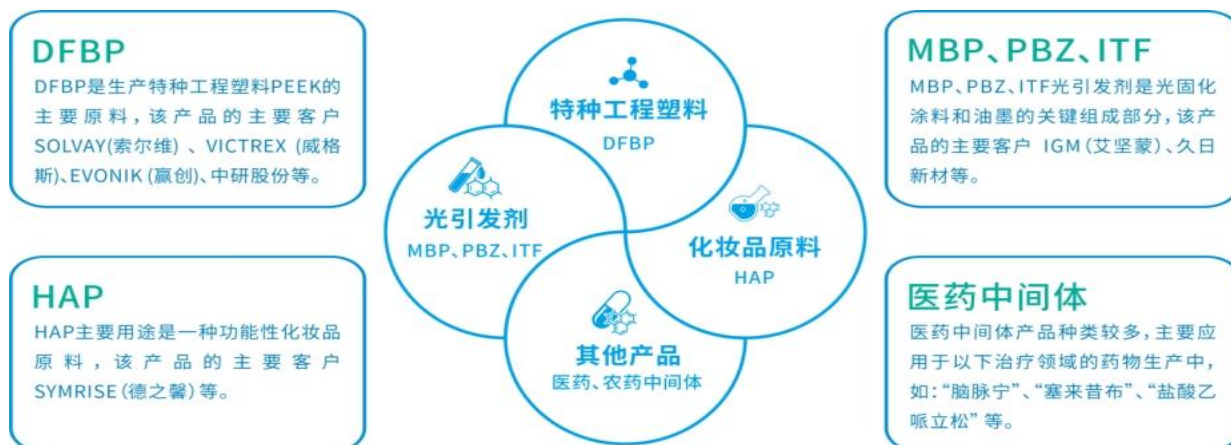 DFBP
DFBP是生产特种工程塑料PEEK的
主要原料,该产品的主要客户
SOLVAY(索尔维)、VICTREX (威格
斯)、EVONIK (赢创)、中研股份等。
HAP
HAP主要用途是一种功能性化妆品
原料,该产品的主要客户
SYMRISE (德之馨)等。
特种工程塑料
DFBP
光引发剂
MBP、PBZ、ITF
化妆品原料
HAP
其他产品
医药、农药中间体
MBP、PBZ、ITF
MBP、PBZ、ITF光引发剂是光固化
涂料和油墨的关键组成部分,该产
品的主要客户 IGM (艾坚蒙)、久日
新材等。
医药中间体
医药中间体产品种类较多,主要应
用于以下治疗领域的药物生产中,
如:“脑脉宁”、“塞来昔布”、“盐酸乙
哌立松” 等。